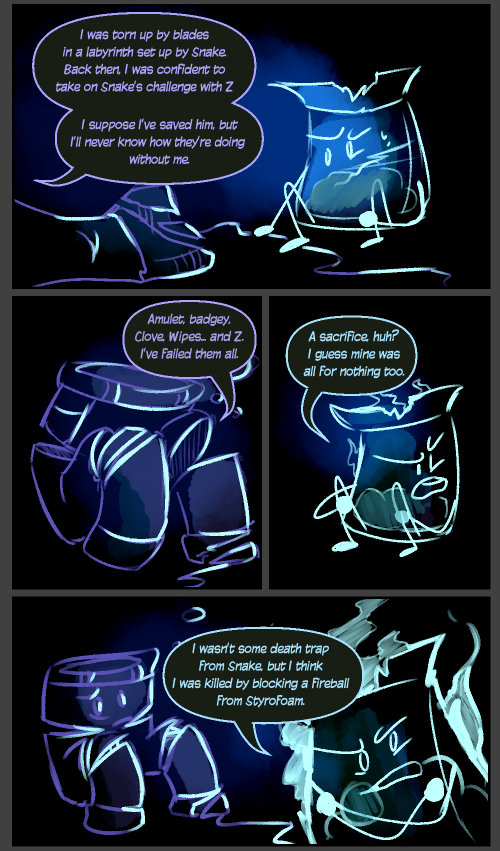 I was torn up by blades
in a labyrinth set up by Snake.
Back then, I was confident to
take on Snake's challenge with Z
I suppose I've saved him, but
I'll never know how they're doing
without me.
Amulet, badgey,
Clove, Wipes... and Z.
I've failed them all.
A sacrifice, huh?
I guess mine was
all for nothing too.
I wasn't some death trap
from Snake, but I think
I was killed by blocking a fireball
from Styrofoam.